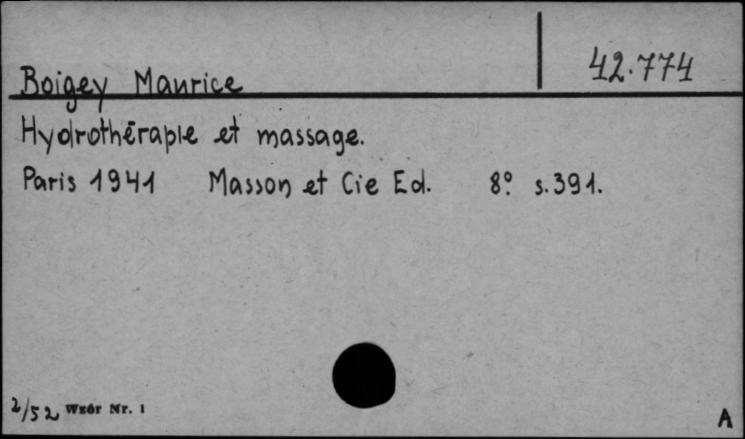 42.774
Boigey Maurice
Hydrothérapie et massage.
Paris 1941 Masson et Cie Ed. 8° s.391.
2/52 Wzór Nr. 1
A